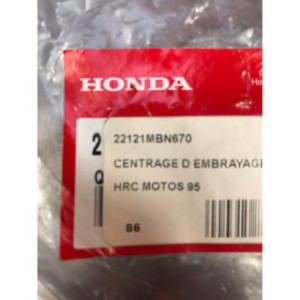 HONDA
2
22121MBN670
CENTRAGE D EMBRAYAGE
HRC MOTOS 95
86